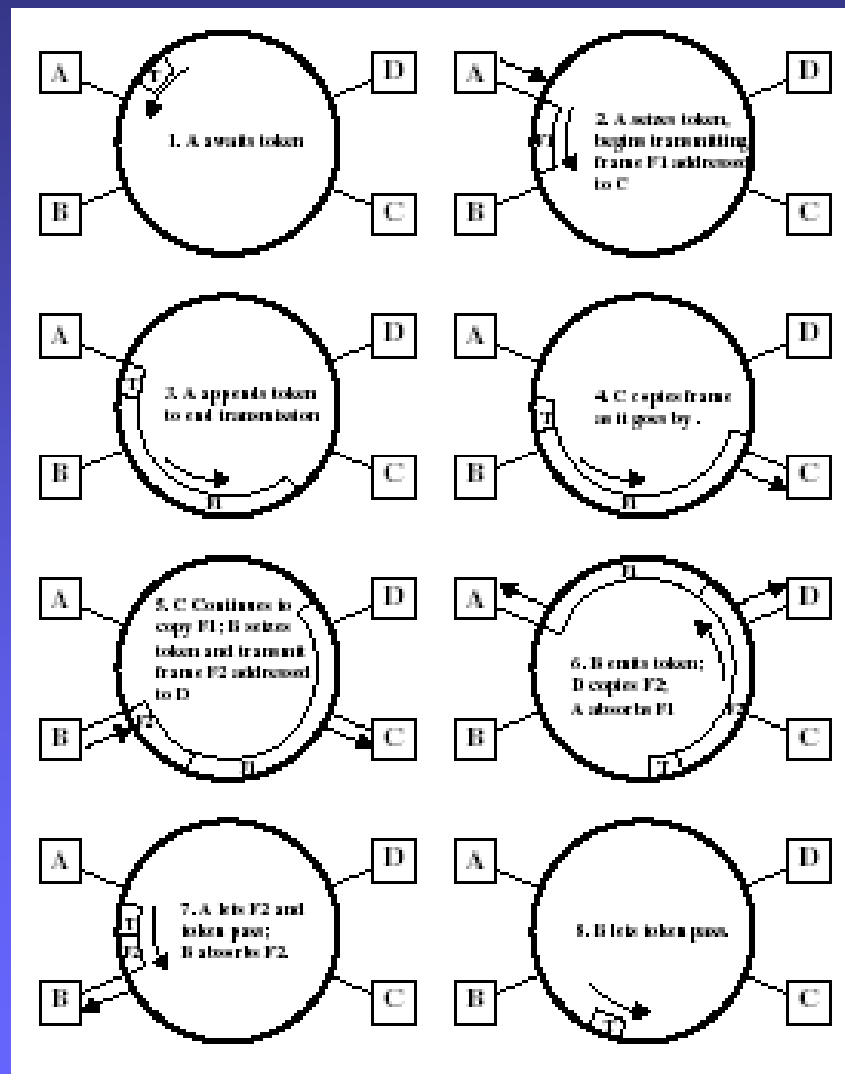 A
D
T
1. A awaits token
B
C
A
D
F1
2. A seizes token,
begins transmitting
frame F1 addressed
to C
B
C
A
D
T
3. A appends token
to end transmission
B
C
F1
A
D
4. C copies frame
as it goes by .
T
B
C
F1
A
D
5. C Continues to
copy F1; B seizes
token and transmit
frame F2 addressed
to D
B
F2
C
F1
A
F1
D
6. B emits token;
D copies F2;
A absorbs F1
B
F2
C
T
A
D
7. A lets F2 and
token pass;
B absorbs F2.
T
F2
B
C
A
D
8. B lets token pass.
B
C
T